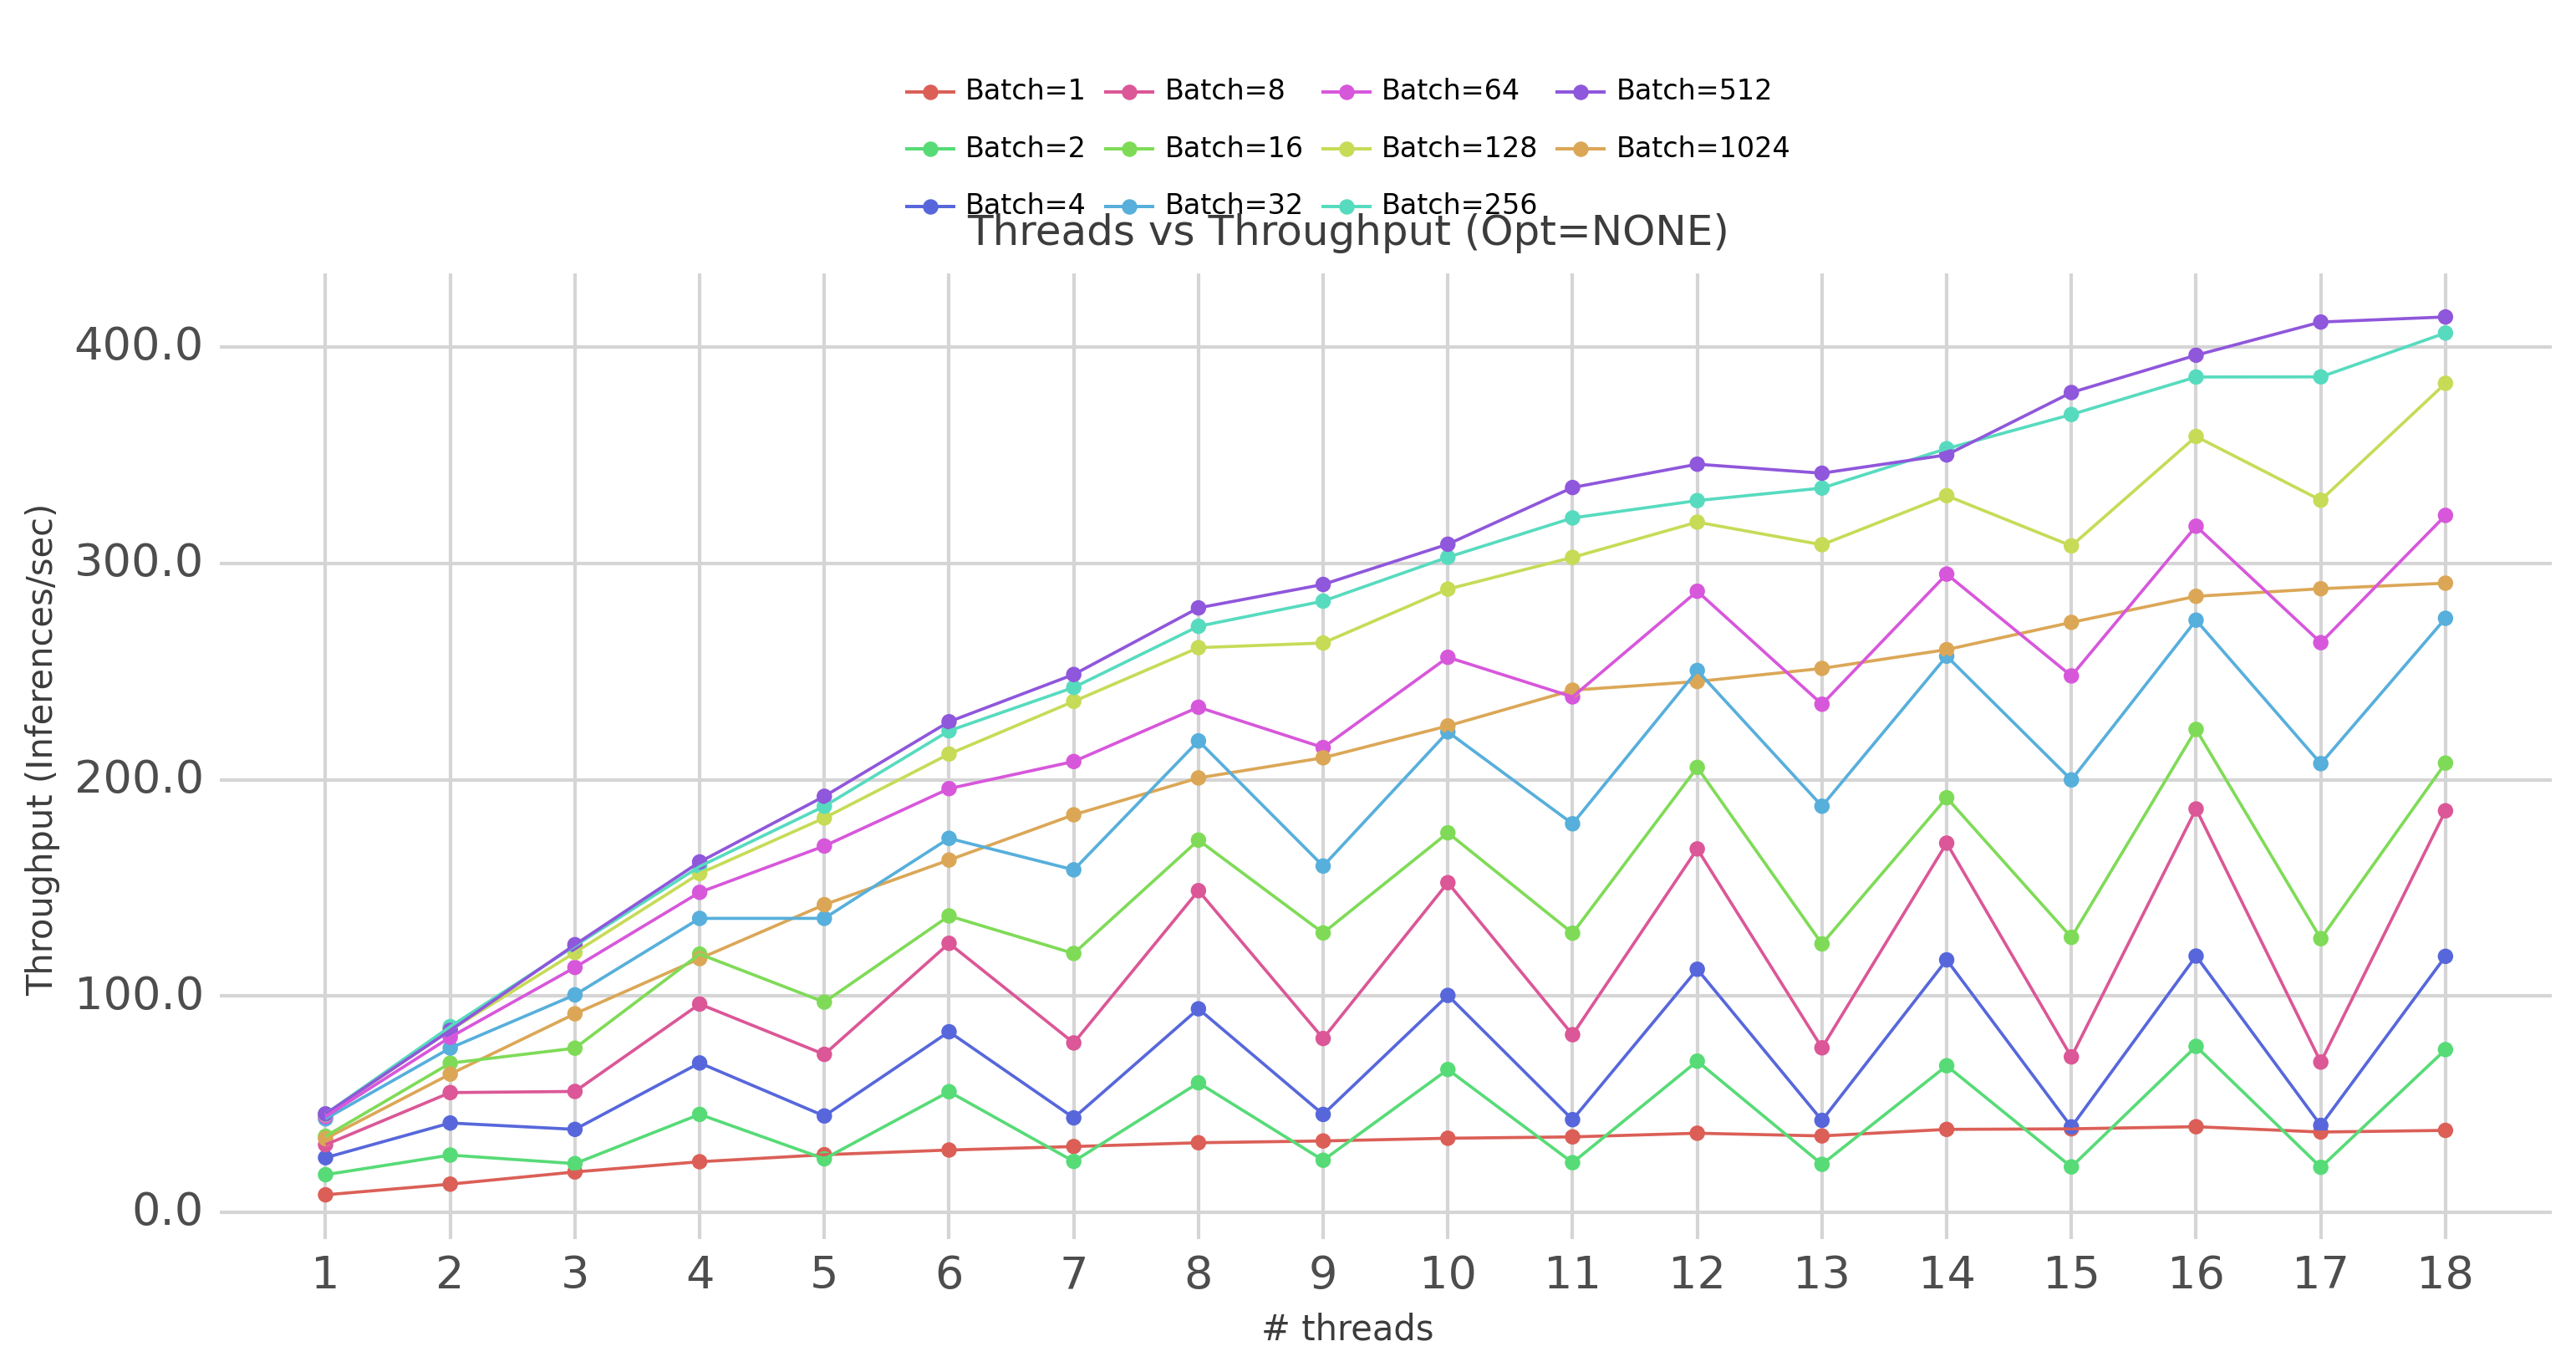 Batch=1 Batch=8 Batch=64 Batch=512
Batch=2 Batch=16 Batch=128 Batch=1024
Batch=4 Batch=32 Batch=256
Threads vs Throughput (Opt=NONE)
Throughput (Inferences/sec)
400.0
300.0
200.0
100.0
0.0
1 2 3 4 5 6 7 8 9 10 11 12 13 14 15 16 17 18
# threads